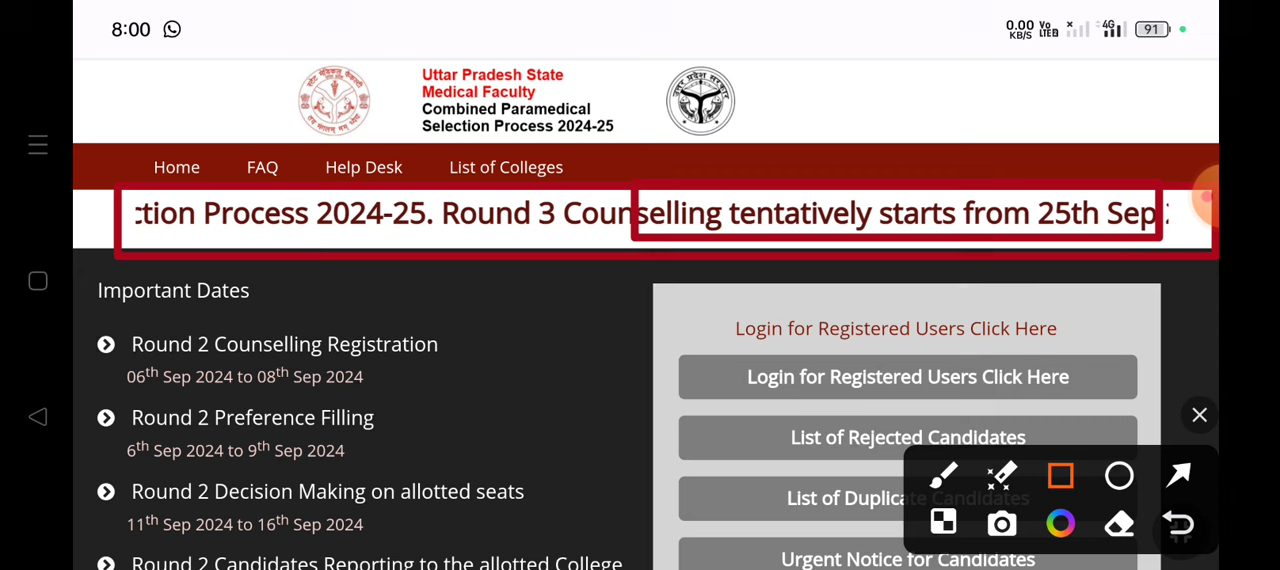 8:00
0.00 KB/S Vo LTE 4G 91
Uttar Pradesh State
Medical Faculty
Combined Paramedical
Selection Process 2024-25
Home FAQ Help Desk List of Colleges
ction Process 2024-25. Round 3 Counselling tentatively starts from 25th Sep
Important Dates
Round 2 Counselling Registration
06th Sep 2024 to 08th Sep 2024
Round 2 Preference Filling
6th Sep 2024 to 9th Sep 2024
Round 2 Decision Making on allotted seats
11th Sep 2024 to 16th Sep 2024
Round 2 Candidates Reporting to the allotted College
Login for Registered Users Click Here
Login for Registered Users Click Here
List of Rejected Candidates
List of Duplicate Candidates
Urgent Notice for Candidates